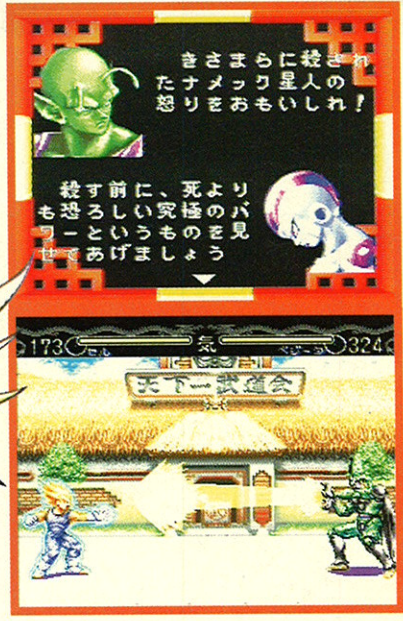 きさまらに殺され
たナメック星人の
怒りをおもいしれ!
殺す前に、死より
も恐ろしい究極のパ
ワーというものを見
せてあげましょう
173 気 324
天下一武道会